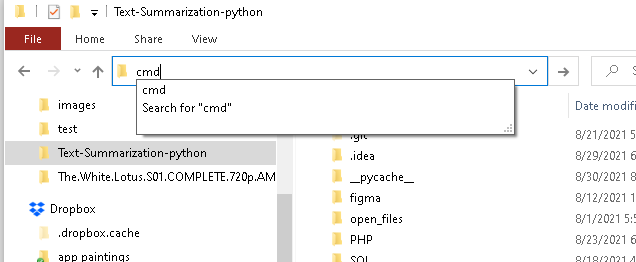 Text-Summarization-python
File Home Share View
cmd
cmd
Search for "cmd"
images
test
Text-Summarization-python
The.White.Lotus.S01.COMPLETE.720p.AM
Dropbox
.dropbox.cache
app paintings
Date modifie
.git 8/21/2021 5
.idea 8/29/2021 6
__pycache__ 8/30/2021 8
figma 8/12/2021 1
open_files 8/1/2021 5:5
PHP 8/23/2021 6
SQL 8/18/2021 4